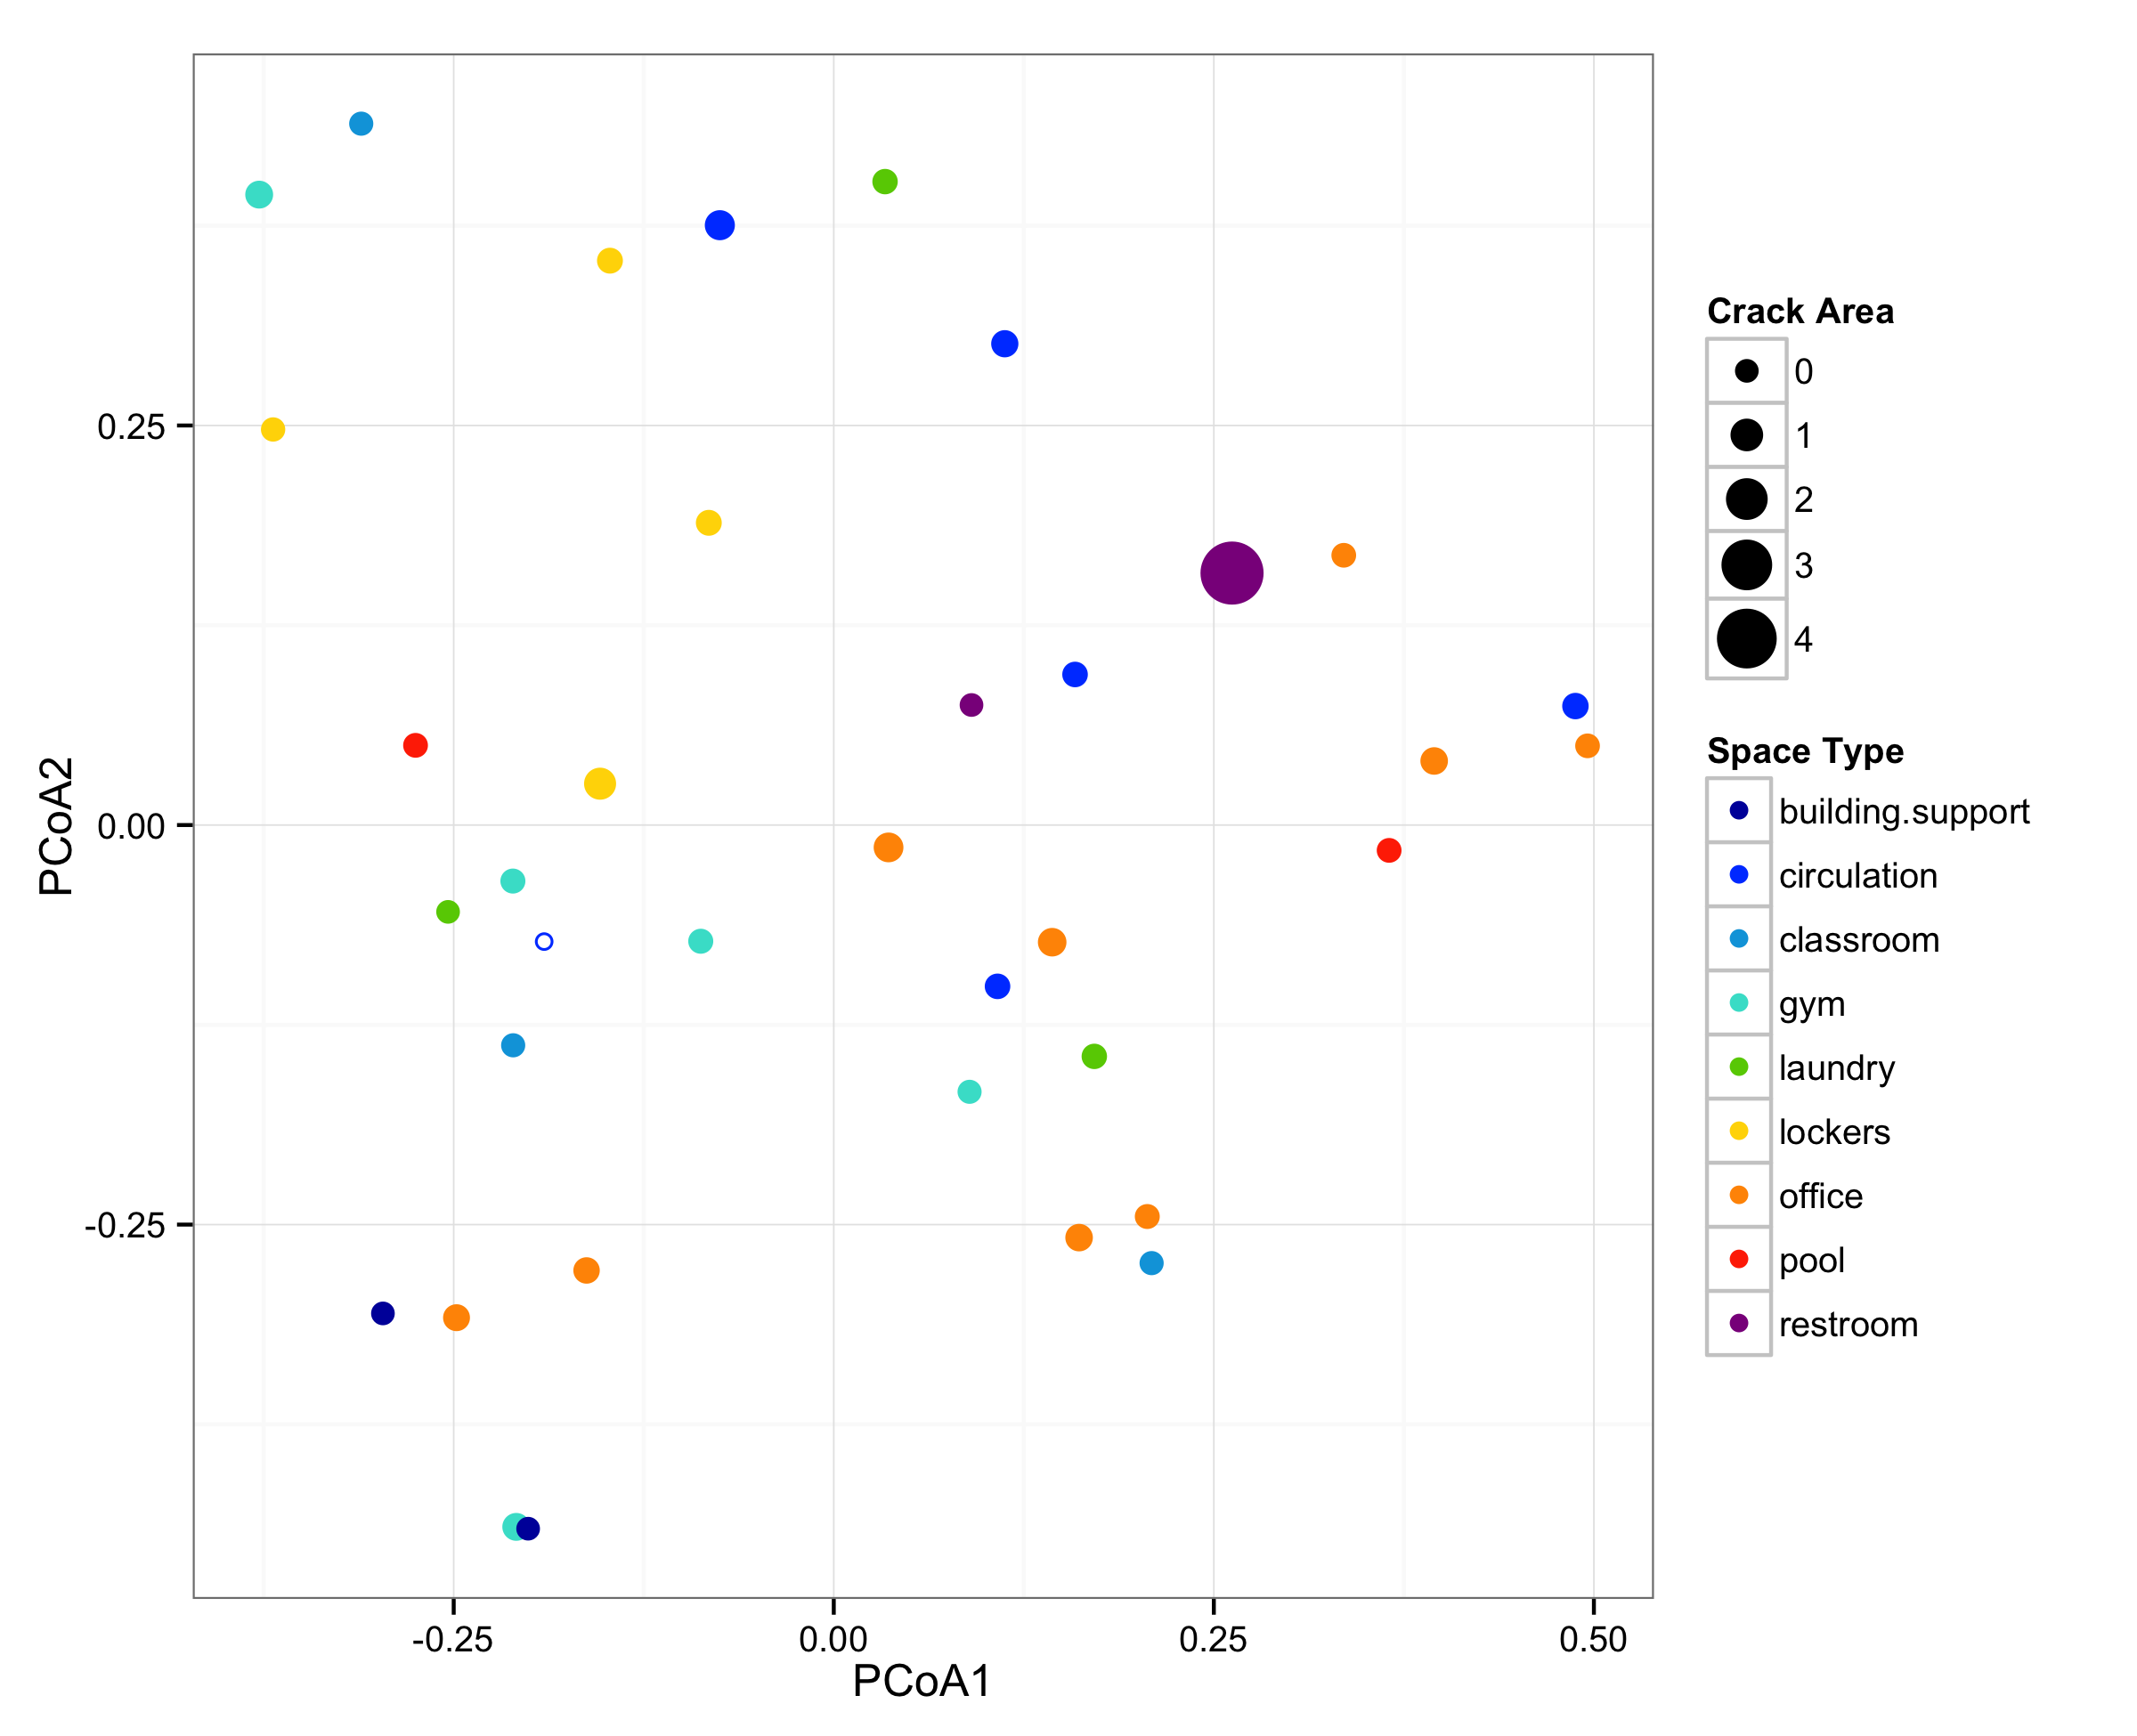 0.25
0.00
-0.25
PCoA2
-0.25
0.00
0.25
0.50
PCoA1
Crack Area
0
1
2
3
4
Space Type
building.support
circulation
classroom
gym
laundry
lockers
office
pool
restroom